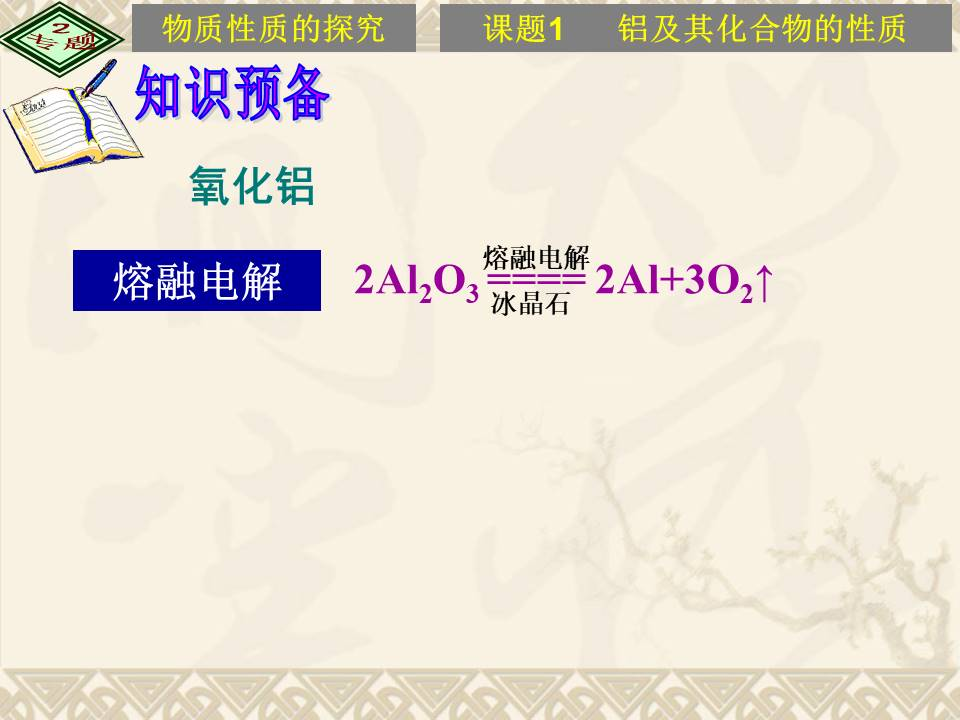 2
专题
物质性质的探究
课题1 铝及其化合物的性质
知识预备
氧化铝
熔融电解
熔融电解
2Al₂O₃ ==== 2Al+3O₂↑
冰晶石